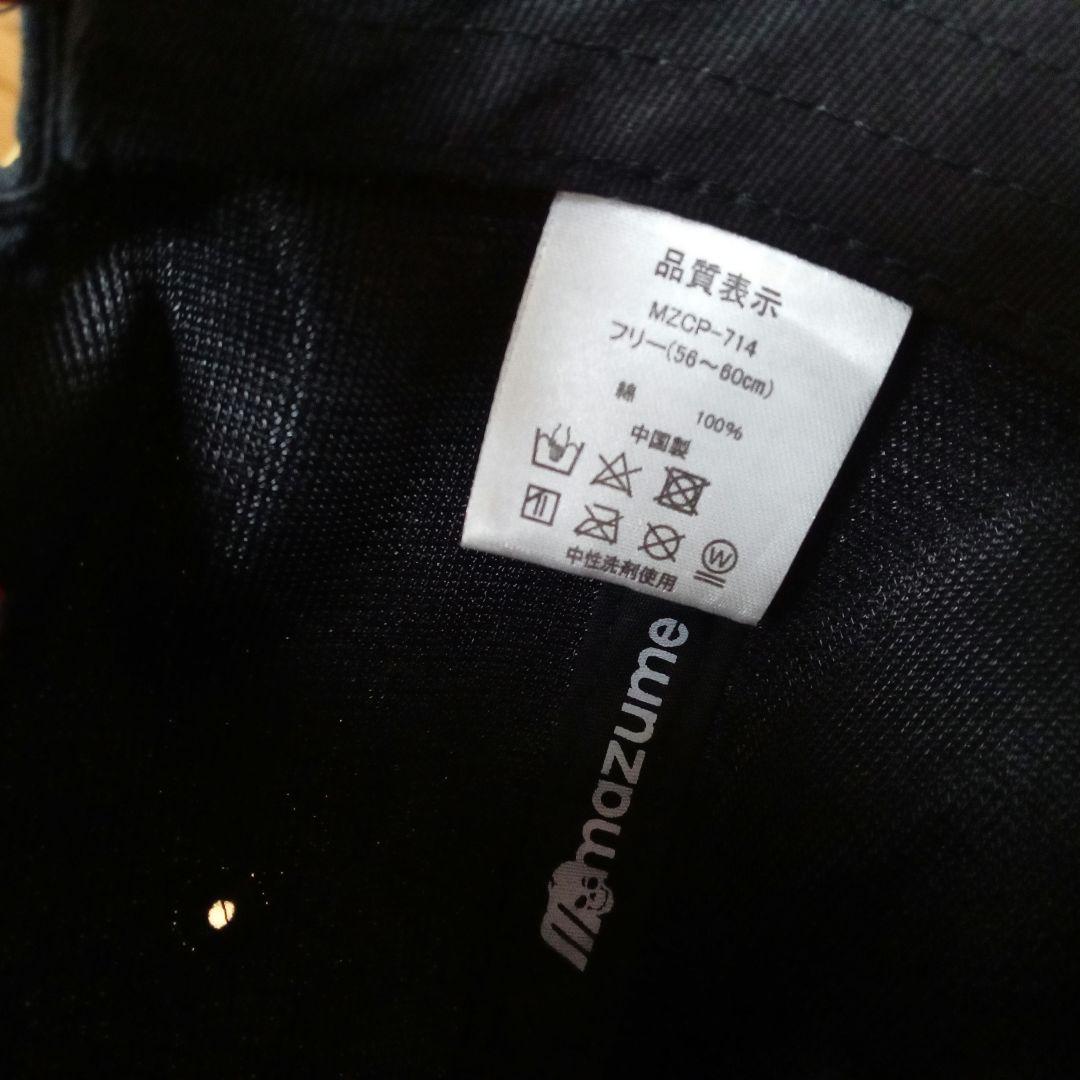 品質表示
MZCP-714
フリー(56～60cm)
綿 100%
中国製
W
中性洗剤使用
mazume